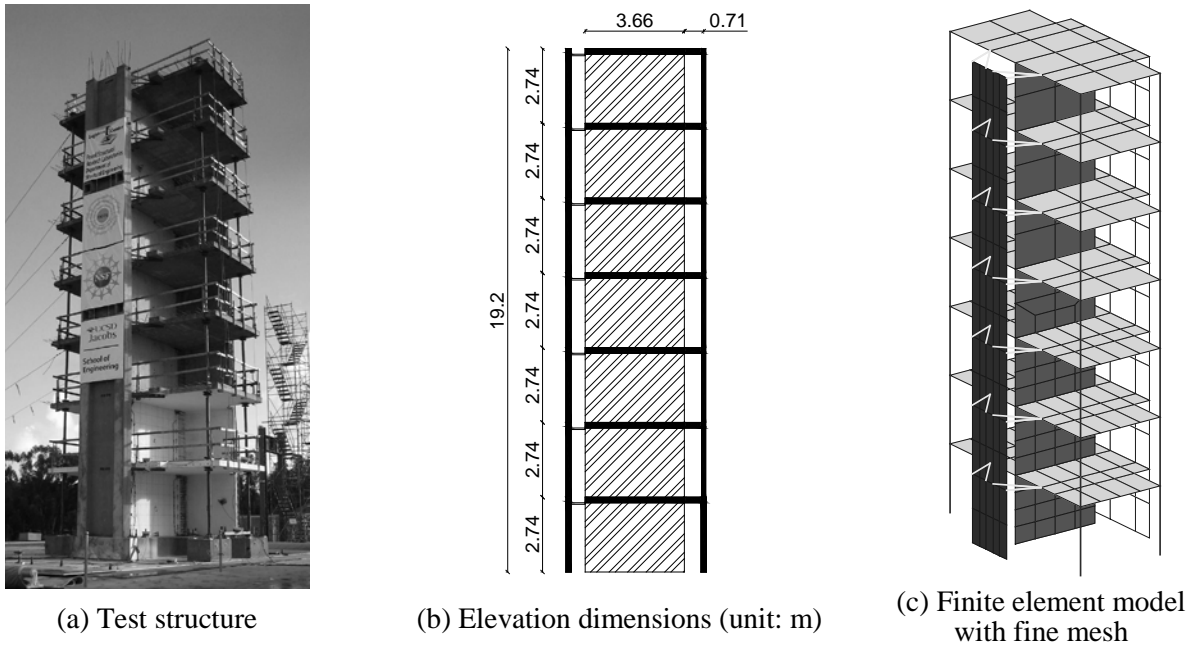 UCSD
Jacobs
School of
Engineering
3.66
0.71
2.74
2.74
2.74
2.74
2.74
2.74
2.74
19.2
(a) Test structure
(b) Elevation dimensions (unit: m)
(c) Finite element model
with fine mesh